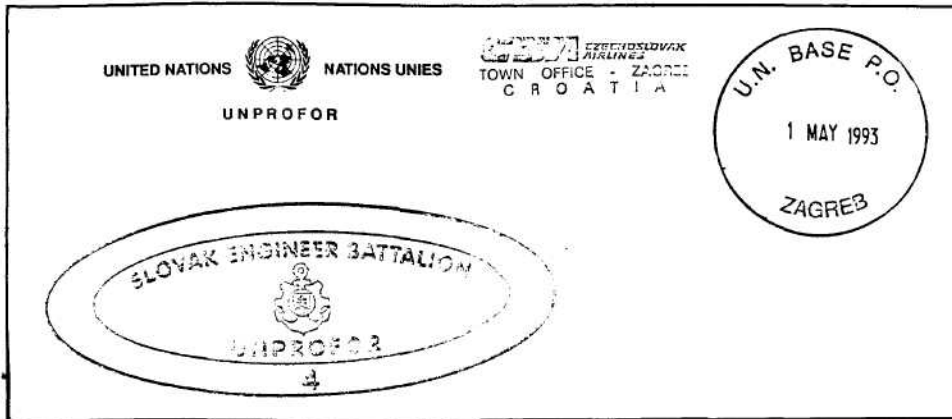 UNITED NATIONS NATIONS UNIES
UNPROFOR
CZECHOSLOVAK
AIRLINES
TOWN OFFICE - ZAGREB
CROATIA
U.N. BASE P.O.
1 MAY 1993
ZAGREB
SLOVAK ENGINEER BATTALION
UNPROFOR
4